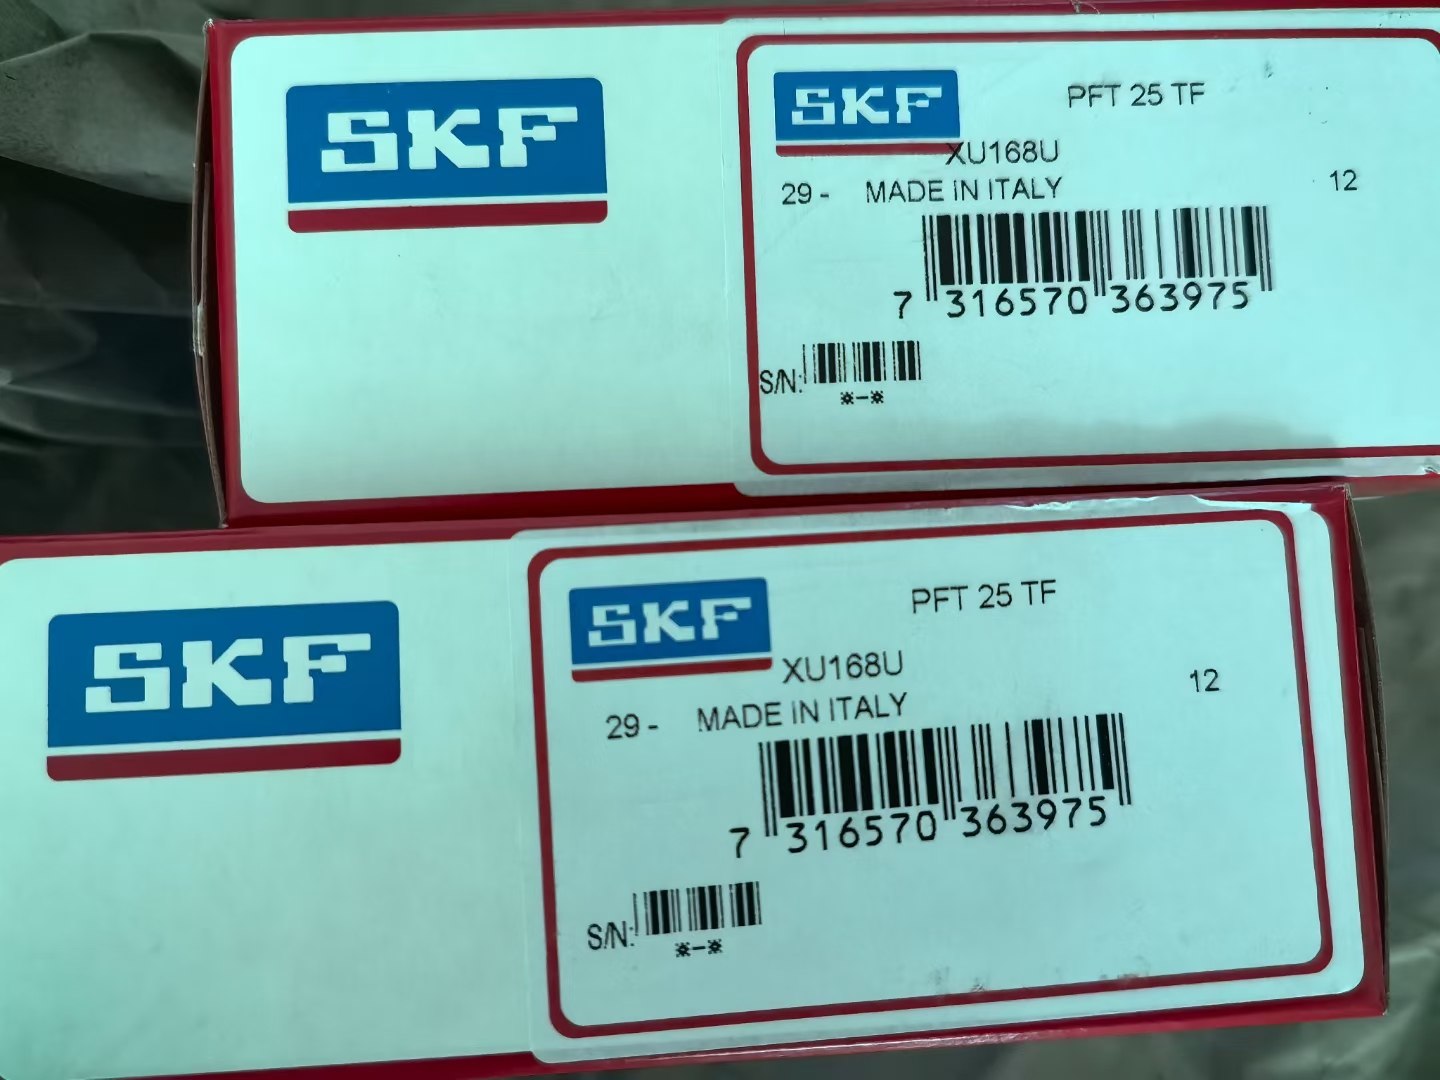 SKF
SKF
PFT 25 TF
XU168U
29 - MADE IN ITALY
12
7 316570 363975
S/N:
※-※
SKF
SKF
PFT 25 TF
XU168U
29 - MADE IN ITALY
12
7 316570 363975
S/N:
※-※